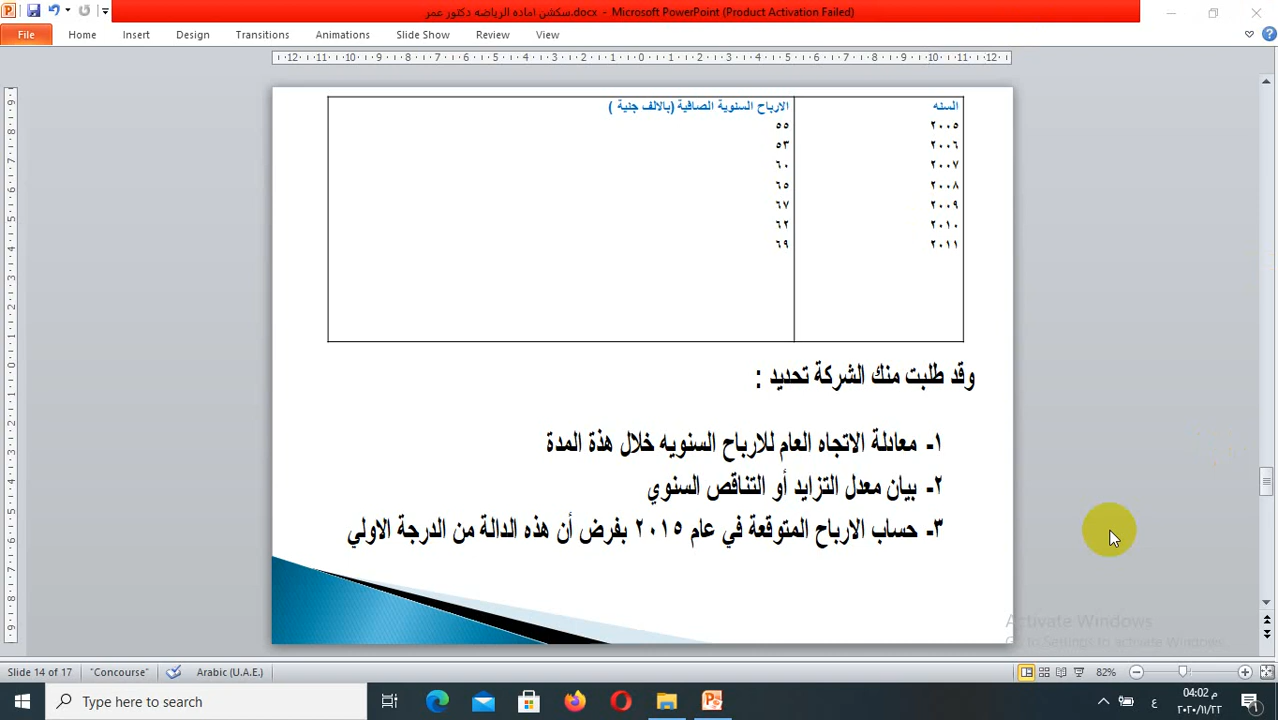 سكشن ١ماده الرياضه دكتور عمر.docx - Microsoft PowerPoint (Product Activation Failed)
File Home Insert Design Transitions Animations Slide Show Review View
السنه الارباح السنوية الصافية (بالالف جنية )
٢٠٠٥ ٥٥
٢٠٠٦ ٥٣
٢٠٠٧ ٦٠
٢٠٠٨ ٦٥
٢٠٠٩ ٦٧
٢٠١٠ ٦٢
٢٠١١ ٦٩
وقد طلبت منك الشركة تحديد :
١- معادلة الاتجاه العام للارباح السنويه خلال هذة المدة
٢- بيان معدل التزايد أو التناقص السنوي
٣- حساب الارباح المتوقعة في عام ٢٠١٥ بفرض أن هذه الدالة من الدرجة الاولي
Activate Windows
Go to Settings to activate Windows.
Slide 14 of 17 "Concourse" Arabic (U.A.E.) 82%
Type here to search
ع
٠٤:٠٢ م
٢٠٢٠/١١/٢٢